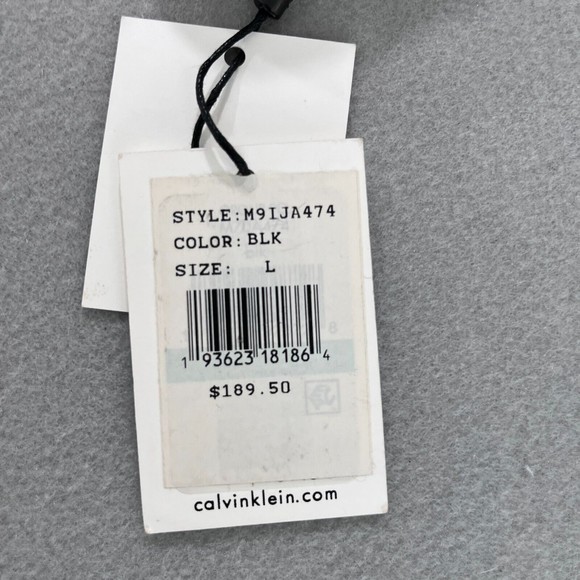 STYLE:M9IJA474
COLOR:BLK
SIZE: L
1 93623 18186 4
$189.50
calvinklein.com